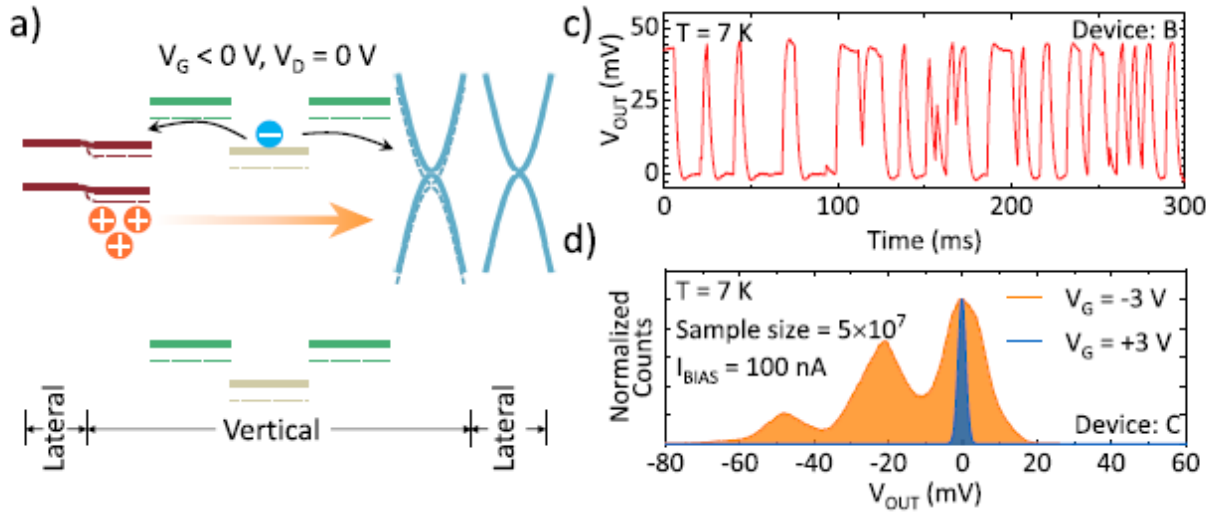 a)
V_G < 0 V, V_D = 0 V
−
+ +
+
Lateral
Vertical
Lateral
c)
T = 7 K
Device: B
V_OUT (mV)
50
25
0
0 100 200 300
Time (ms)
d)
T = 7 K
Sample size = 5×10⁷
I_BIAS = 100 nA
V_G = -3 V
V_G = +3 V
Device: C
Normalized
Counts
-80 -60 -40 -20 0 20 40 60
V_OUT (mV)